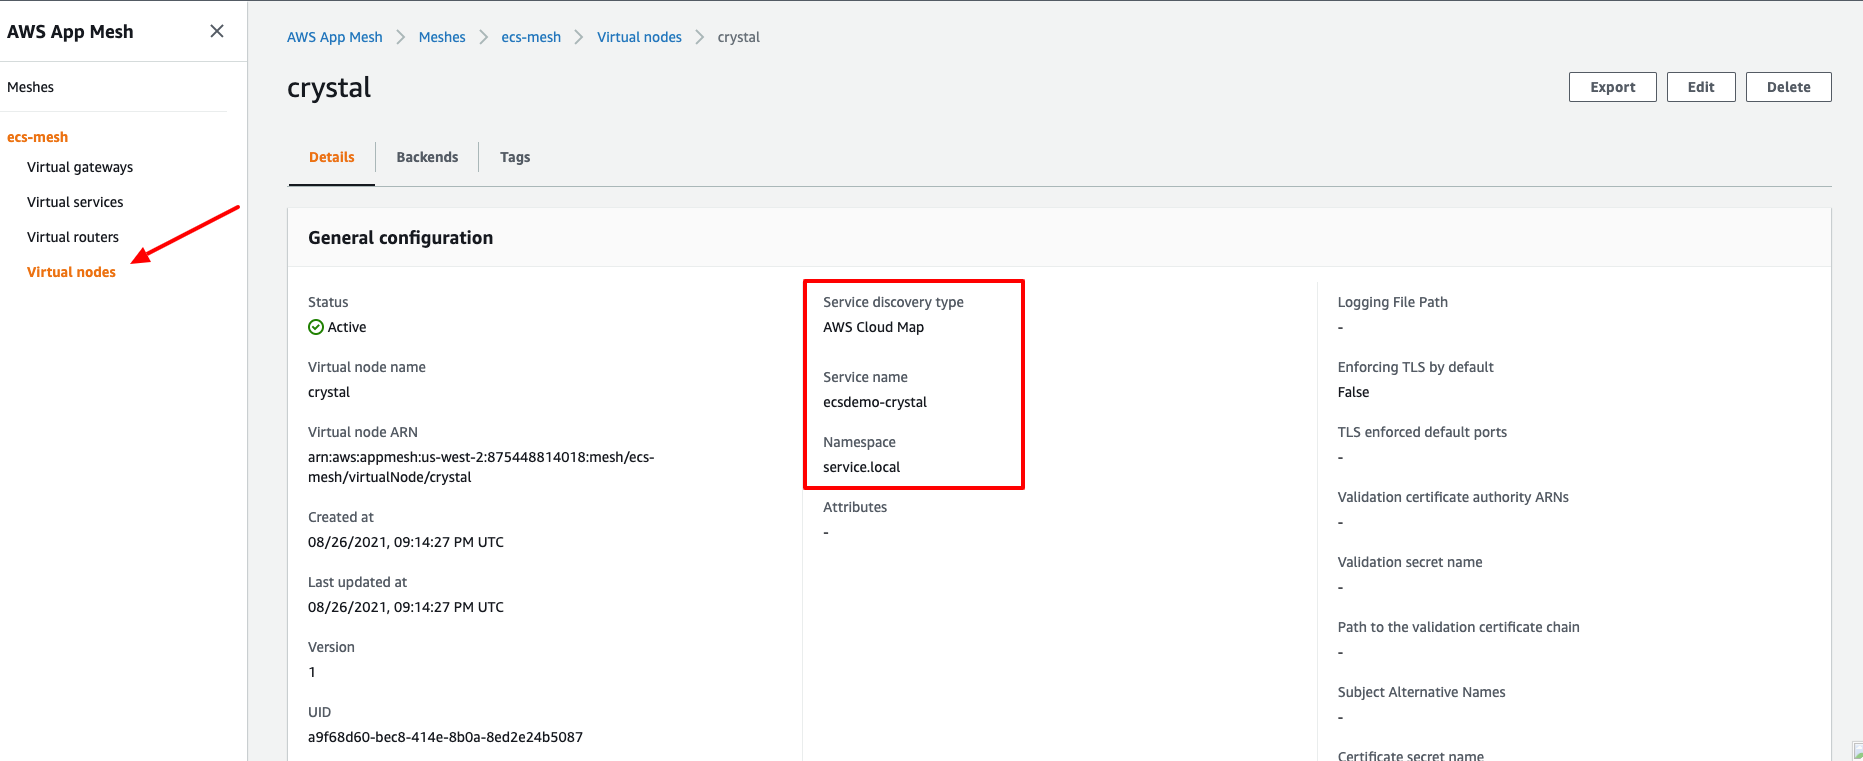 AWS App Mesh
Meshes
ecs-mesh
Virtual gateways
Virtual services
Virtual routers
Virtual nodes
AWS App Mesh > Meshes > ecs-mesh > Virtual nodes > crystal
crystal
Export Edit Delete
Details Backends Tags
General configuration
Status
Active
Virtual node name
crystal
Virtual node ARN
arn:aws:appmesh:us-west-2:875448814018:mesh/ecs-
mesh/virtualNode/crystal
Created at
08/26/2021, 09:14:27 PM UTC
Last updated at
08/26/2021, 09:14:27 PM UTC
Version
1
UID
a9f68d60-bec8-414e-8b0a-8ed2e24b5087
Service discovery type
AWS Cloud Map
Service name
ecsdemo-crystal
Namespace
service.local
Attributes
-
Logging File Path
-
Enforcing TLS by default
False
TLS enforced default ports
-
Validation certificate authority ARNs
-
Validation secret name
-
Path to the validation certificate chain
-
Subject Alternative Names
-
Certificate secret name